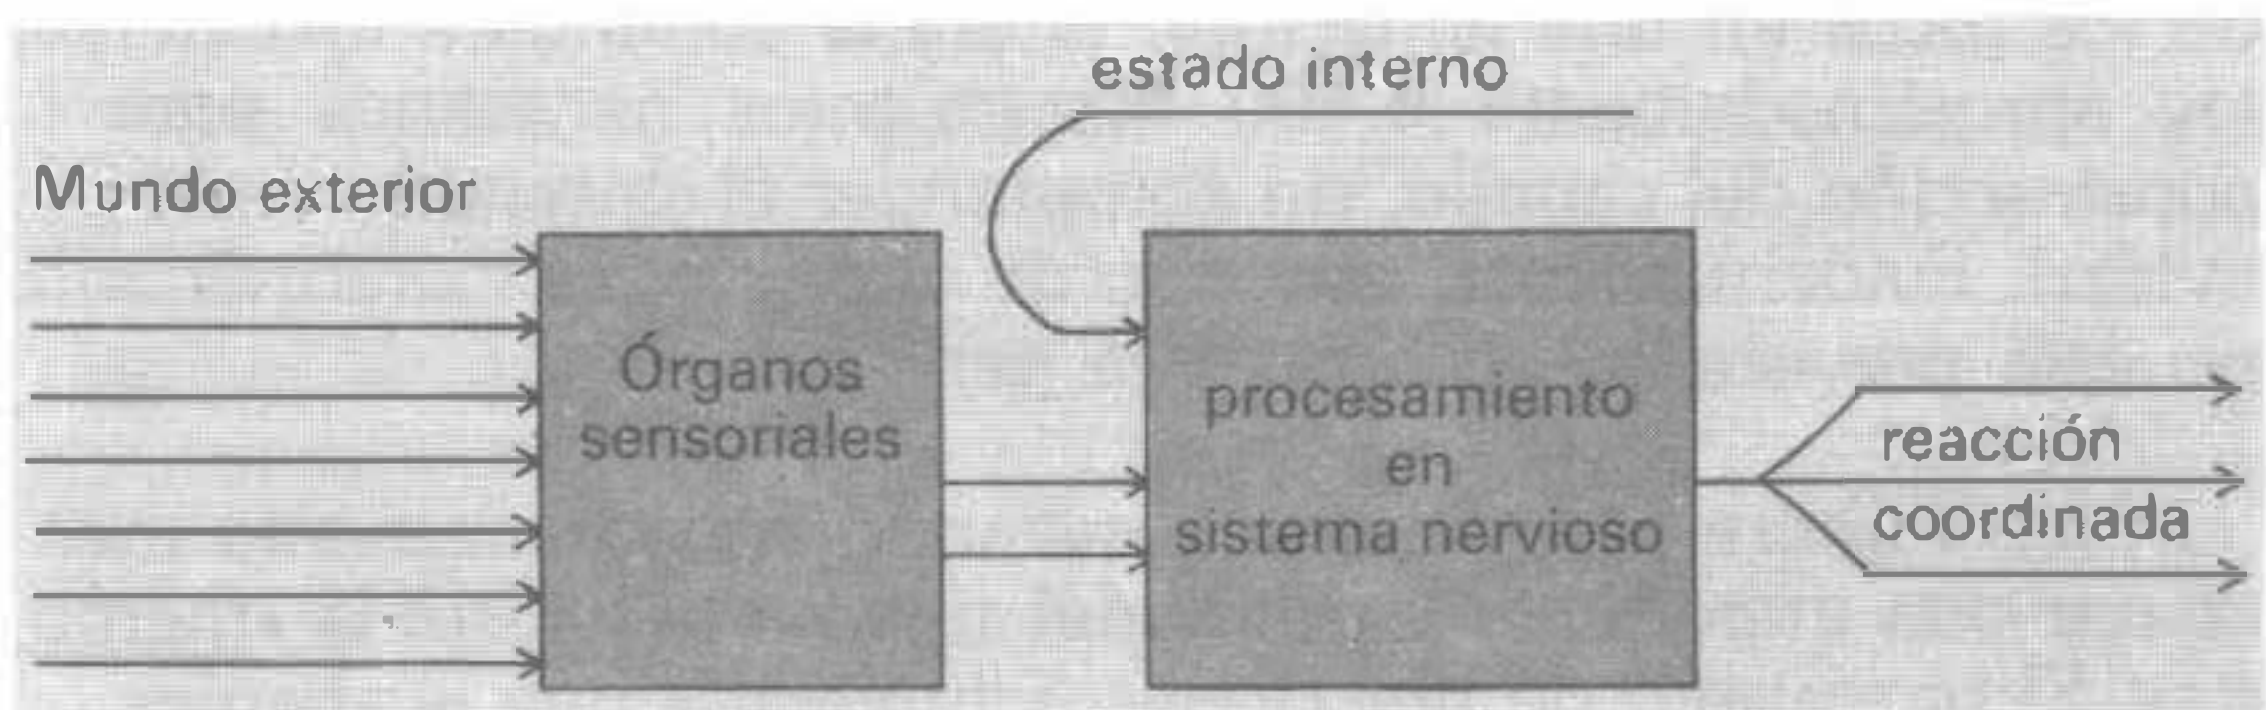 estado interno
Mundo exterior
Órganos
sensoriales
procesamiento
en
sistema nervioso
reacción
coordinada